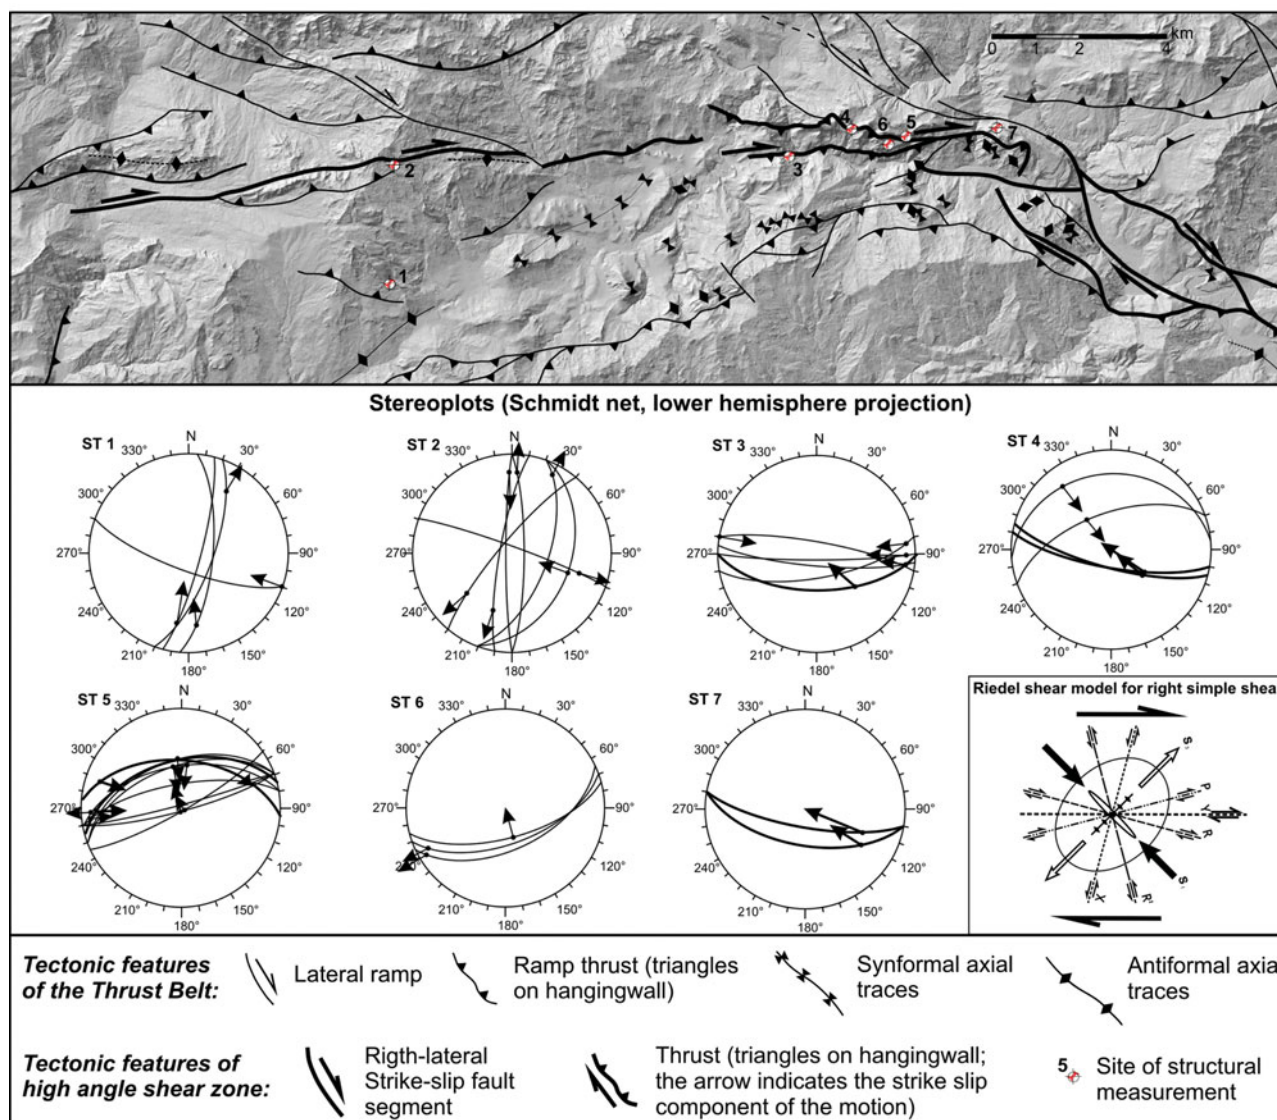 km
0 1 2 4
4
5
6
7
2
3
1
Stereoplots (Schmidt net, lower hemisphere projection)
ST 1
N
30°
60°
90°
120°
150°
180°
210°
240°
270°
300°
330°
ST 2
N
30°
60°
90°
120°
150°
180°
210°
240°
270°
300°
330°
ST 3
N
30°
60°
90°
120°
150°
180°
210°
240°
270°
300°
330°
ST 4
N
30°
60°
90°
120°
150°
180°
210°
240°
270°
300°
330°
ST 5
N
30°
60°
90°
120°
150°
180°
210°
240°
270°
300°
330°
ST 6
N
30°
60°
90°
120°
150°
180°
210°
240°
270°
300°
330°
ST 7
N
30°
60°
90°
120°
150°
180°
210°
240°
270°
300°
330°
Riedel shear model for right simple shear
P
Y
R
R'
X
Tectonic features
of the Thrust Belt:
Lateral ramp
Ramp thrust (triangles
on hangingwall)
Synformal axial
traces
Antiformal axial
traces
Tectonic features of
high angle shear zone:
Rigth-lateral
Strike-slip fault
segment
Thrust (triangles on hangingwall;
the arrow indicates the strike slip
component of the motion)
5
Site of structural
measurement